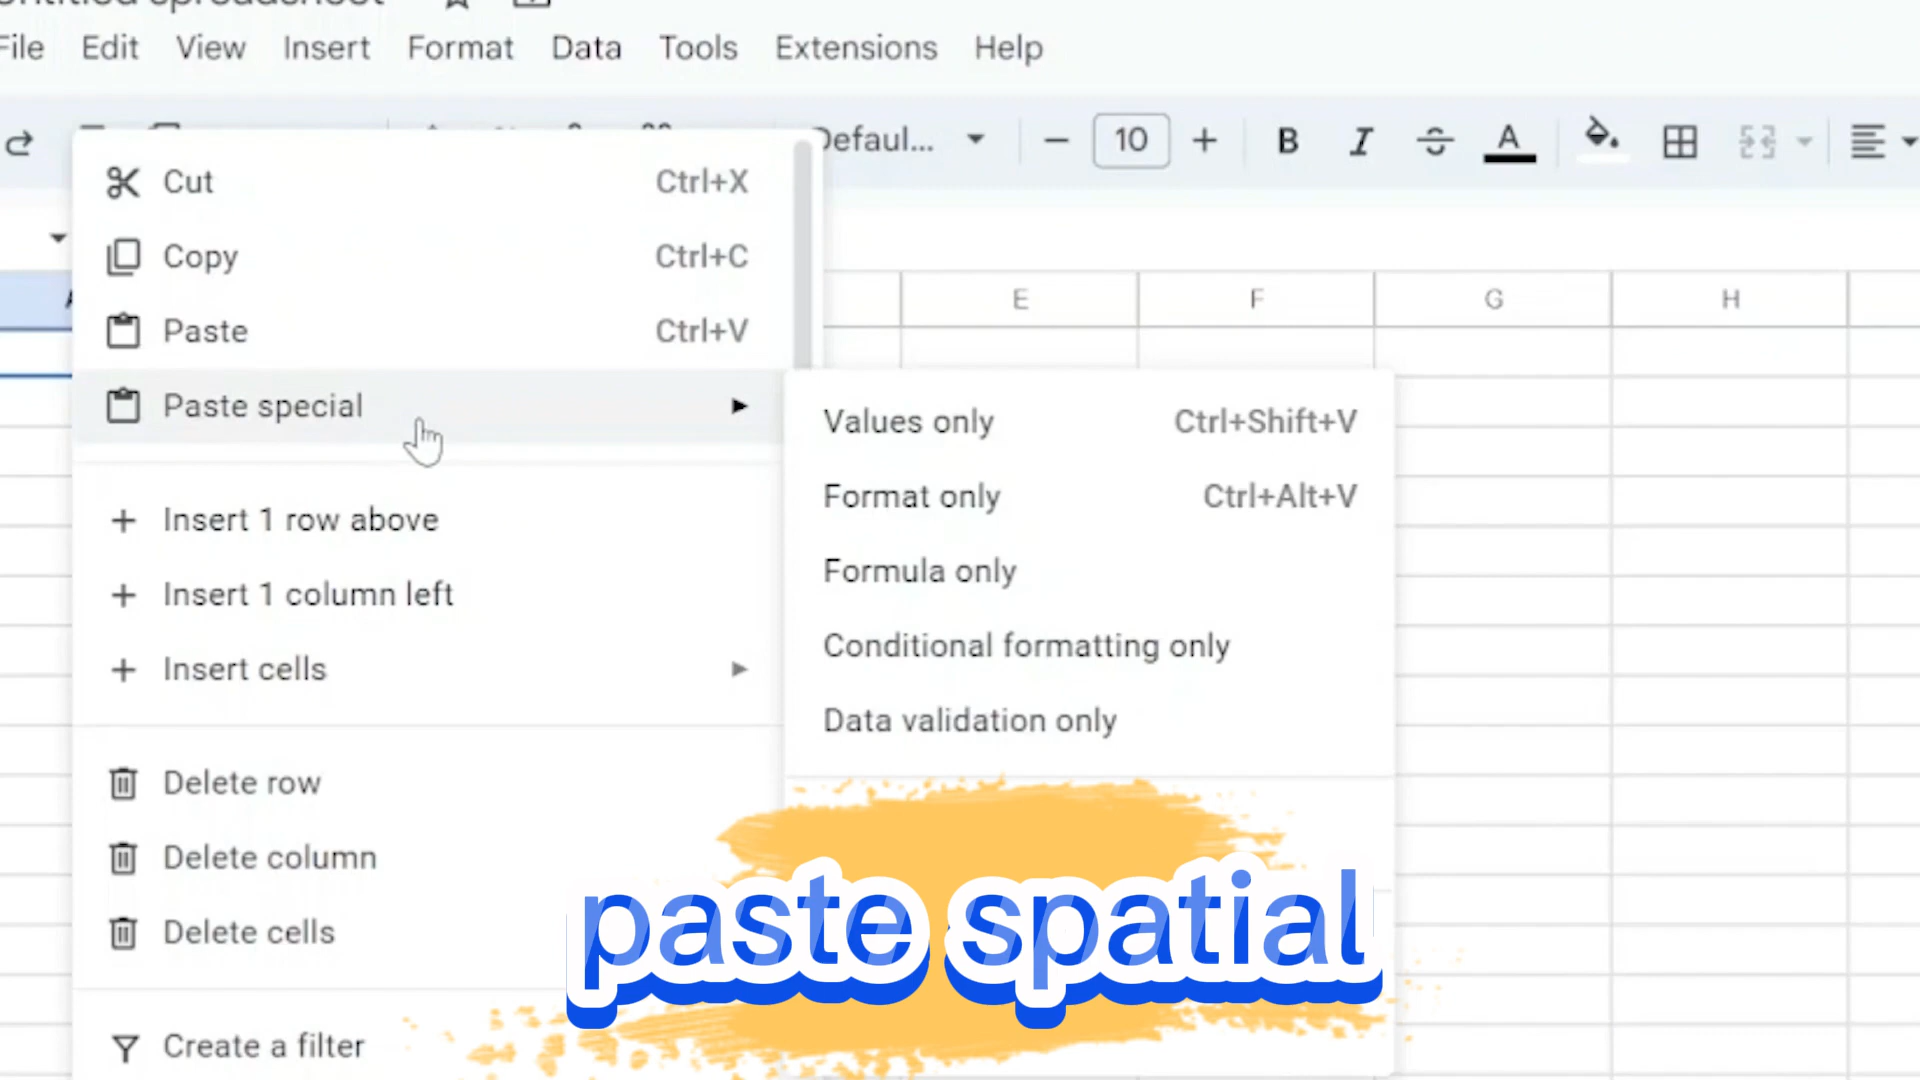 Untitled spreadsheet
File Edit View Insert Format Data Tools Extensions Help
Defaul... 10 B I A
A E F G H
Cut Ctrl+X
Copy Ctrl+C
Paste Ctrl+V
Paste special
Values only Ctrl+Shift+V
Format only Ctrl+Alt+V
Formula only
Conditional formatting only
Data validation only
Insert 1 row above
Insert 1 column left
Insert cells
Delete row
Delete column
Delete cells
Create a filter
paste spatial